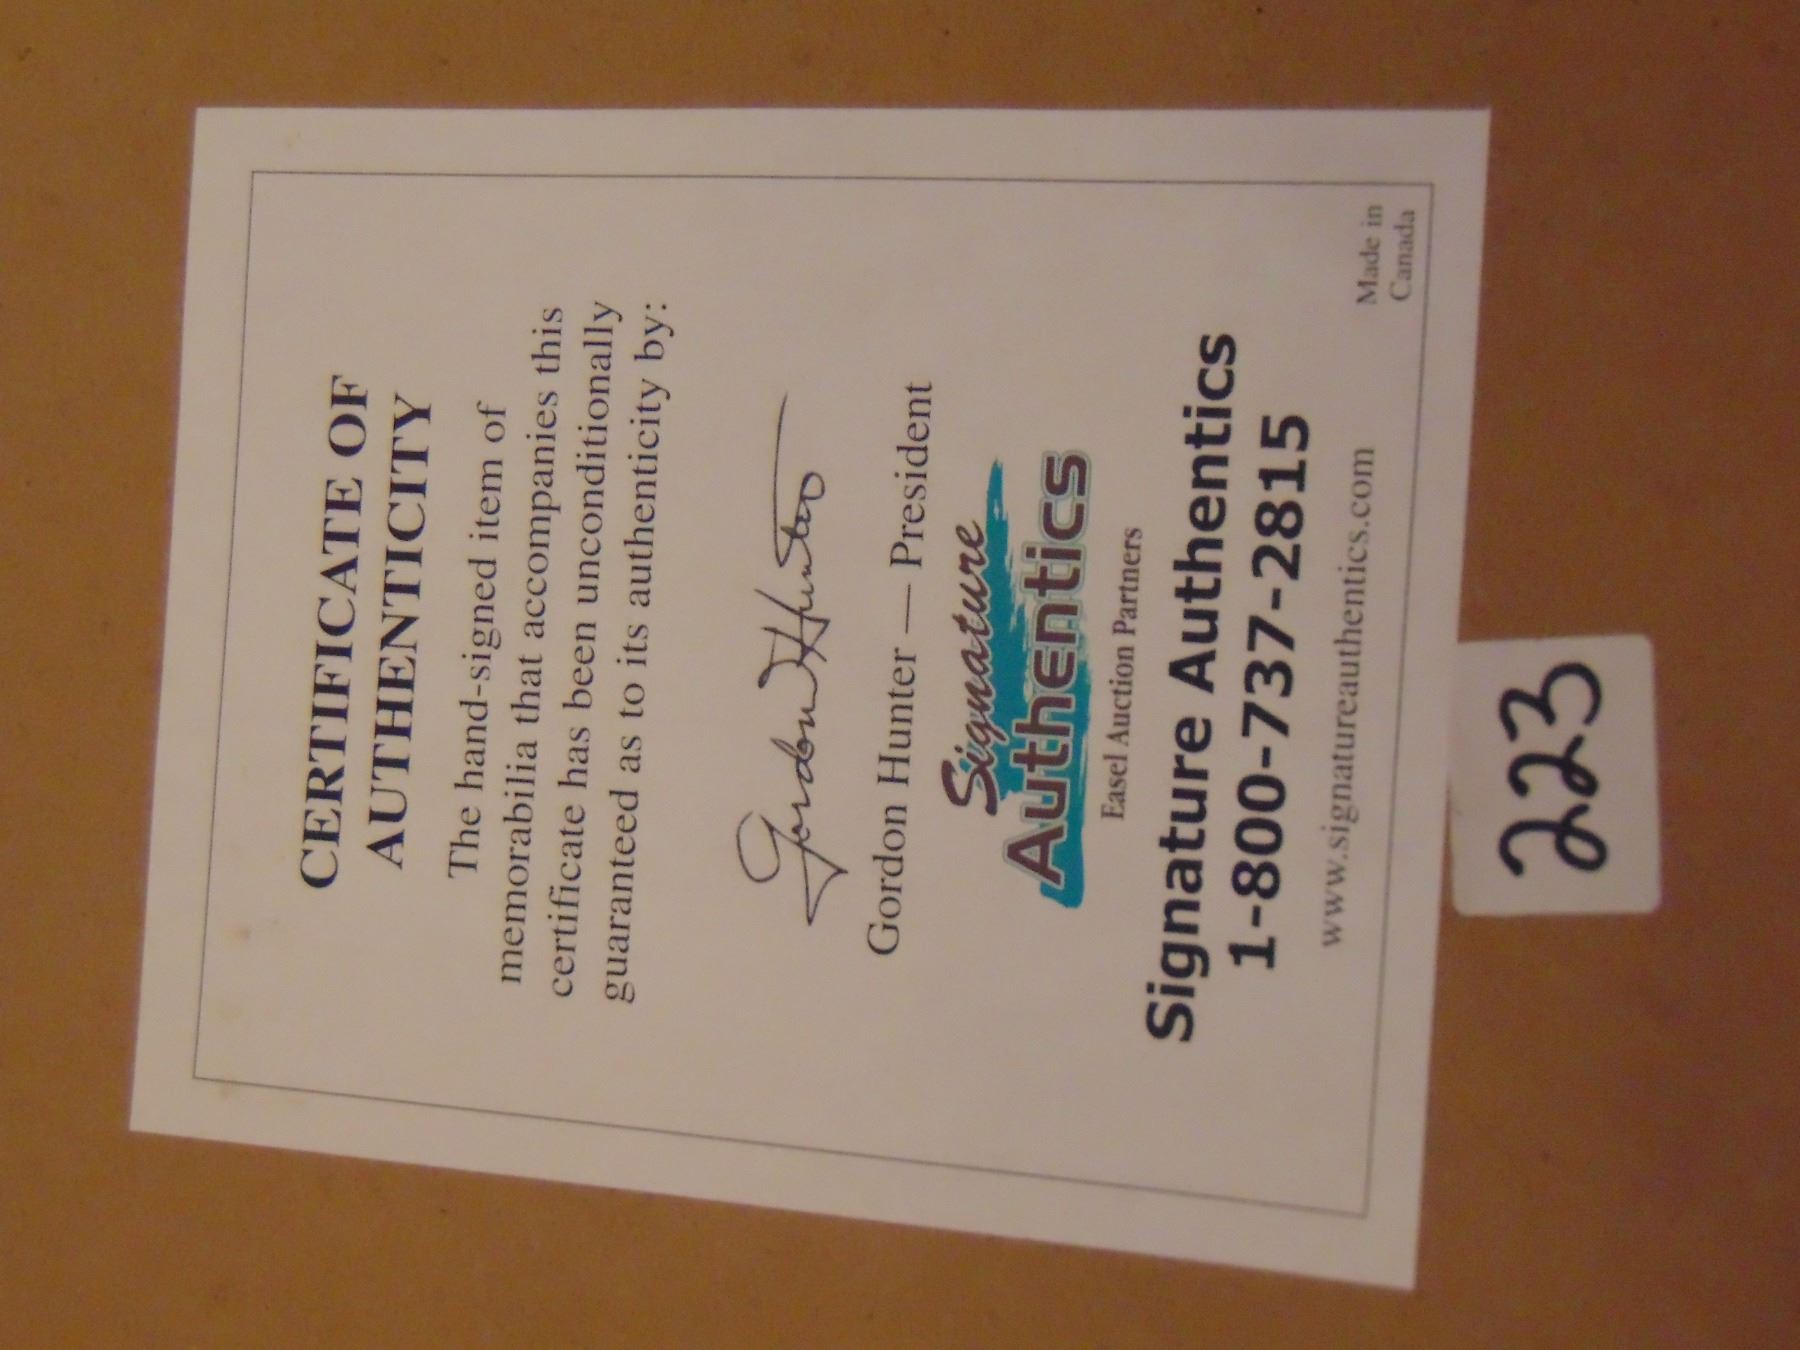 CERTIFICATE OF
AUTHENTICITY
The hand-signed item of
memorabilia that accompanies this
certificate has been unconditionally
guaranteed as to its authenticity by:
Gordon Hunter
Gordon Hunter — President
Signature
Authentics
Easel Auction Partners
Signature Authentics
1-800-737-2815
www.signatureauthentics.com
Made in
Canada
223